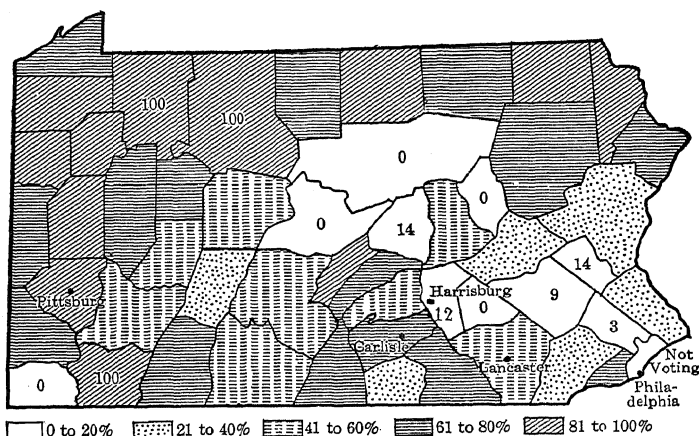 100
100
0
0
0
14
14
Pittsburg
Harrisburg
12
0
9
3
Carlisle
Lancaster
Not
Voting
Phila-
delphia
0
100
0 to 20%
21 to 40%
41 to 60%
61 to 80%
81 to 100%